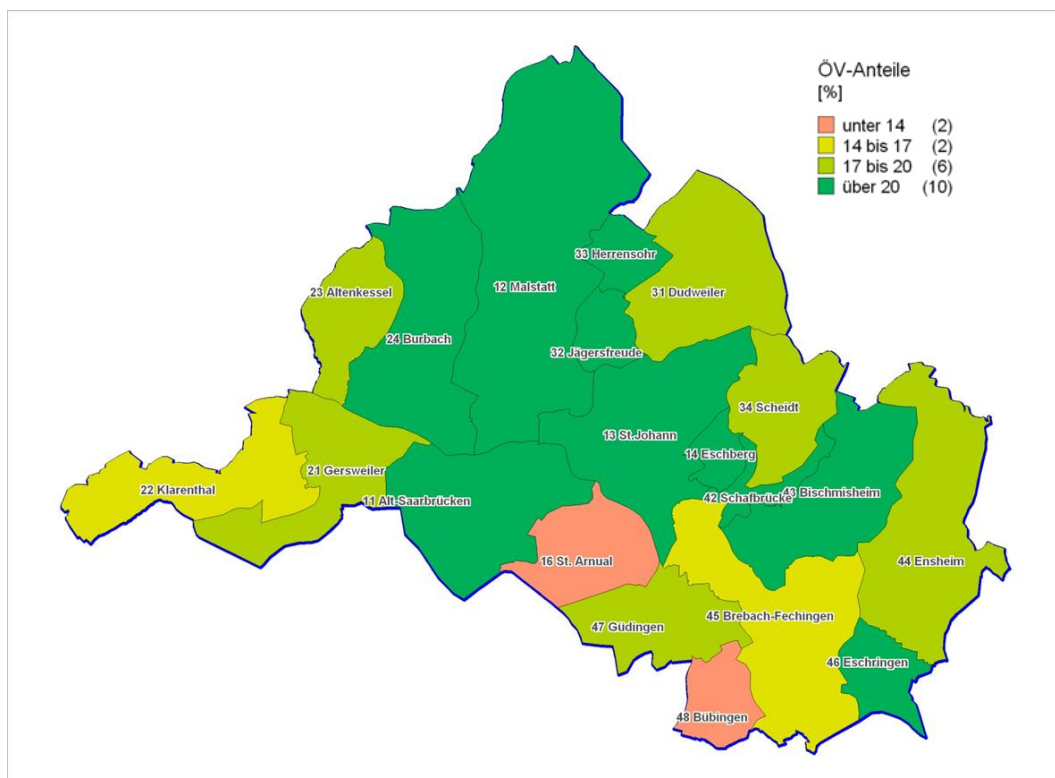 ÖV-Anteile
[%]
unter 14 (2)
14 bis 17 (2)
17 bis 20 (6)
über 20 (10)
33 Herrensohr
12 Malstatt
23 Altenkessel
31 Dudweiler
24 Burbach
32 Jägersfreude
34 Scheidt
13 St.Johann
14 Eschberg
21 Gersweiler
22 Klarenthal
11 Alt-Saarbrücken
42 Schafbrücke
43 Bischmisheim
16 St. Arnual
44 Ensheim
45 Brebach-Fechingen
47 Güdingen
46 Eschringen
48 Bübingen